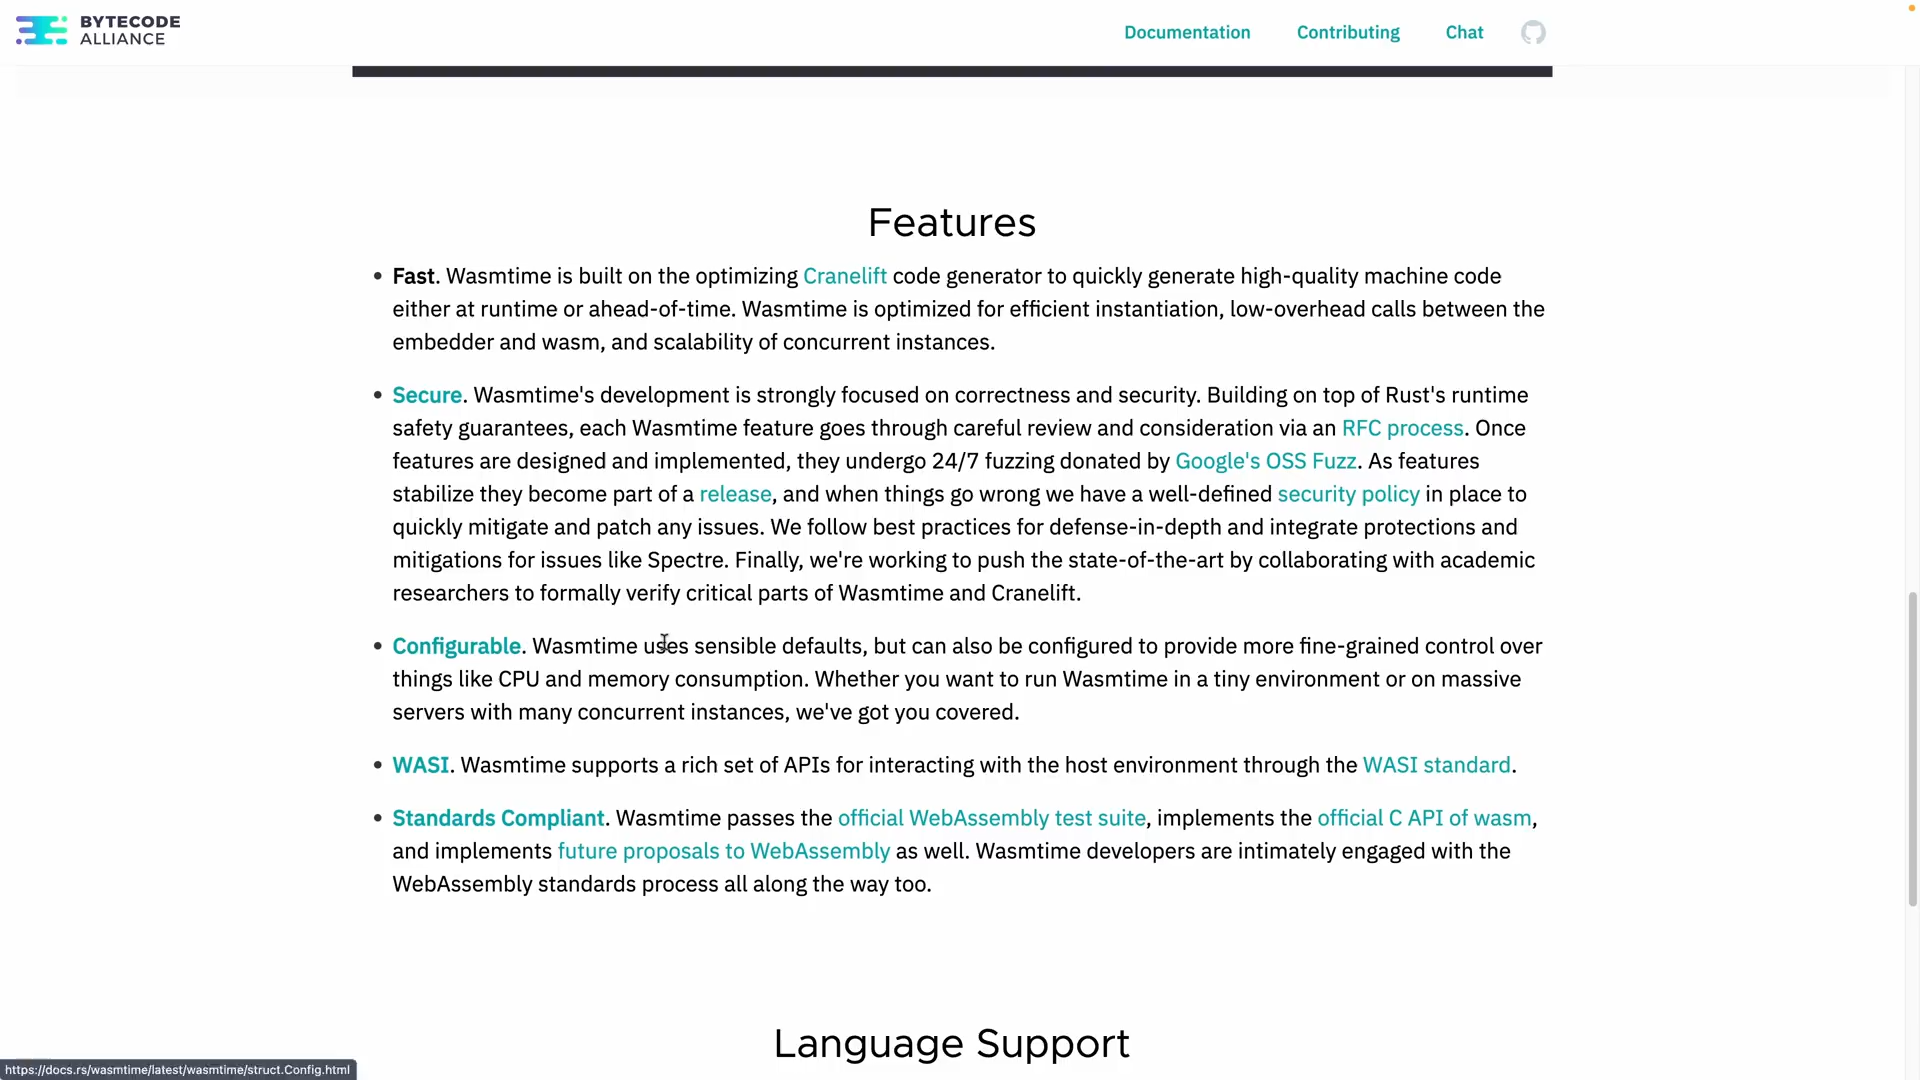 BYTECODE
ALLIANCE
Documentation
Contributing
Chat
Features
Fast. Wasmtime is built on the optimizing Cranelift code generator to quickly generate high-quality machine code
either at runtime or ahead-of-time. Wasmtime is optimized for efficient instantiation, low-overhead calls between the
embedder and wasm, and scalability of concurrent instances.
Secure. Wasmtime's development is strongly focused on correctness and security. Building on top of Rust's runtime
safety guarantees, each Wasmtime feature goes through careful review and consideration via an RFC process. Once
features are designed and implemented, they undergo 24/7 fuzzing donated by Google's OSS Fuzz. As features
stabilize they become part of a release, and when things go wrong we have a well-defined security policy in place to
quickly mitigate and patch any issues. We follow best practices for defense-in-depth and integrate protections and
mitigations for issues like Spectre. Finally, we're working to push the state-of-the-art by collaborating with academic
researchers to formally verify critical parts of Wasmtime and Cranelift.
Configurable. Wasmtime uses sensible defaults, but can also be configured to provide more fine-grained control over
things like CPU and memory consumption. Whether you want to run Wasmtime in a tiny environment or on massive
servers with many concurrent instances, we've got you covered.
WASI. Wasmtime supports a rich set of APIs for interacting with the host environment through the WASI standard.
Standards Compliant. Wasmtime passes the official WebAssembly test suite, implements the official C API of wasm,
and implements future proposals to WebAssembly as well. Wasmtime developers are intimately engaged with the
WebAssembly standards process all along the way too.
Language Support
https://docs.rs/wasmtime/latest/wasmtime/struct.Config.html